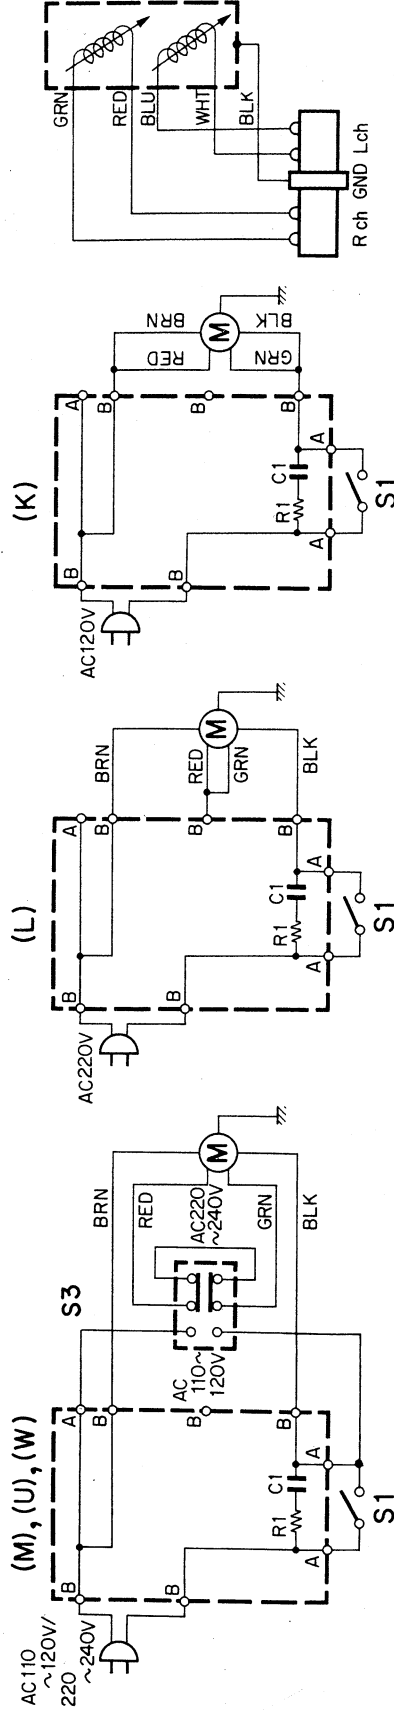 GRN
RED
BLU
WHT
BLK
R ch GND L ch
(K)
AC120V
B
A
B
B
B
B
BRN
RED
BLK
GRN
M
R1
C1
A
A
S1
(L)
AC220V
B
A
B
B
B
B
BRN
RED
GRN
BLK
M
R1
C1
A
A
S1
(M), (U), (W)
AC110
~120V/
220
~240V
S3
B
A
B
B
B
B
BRN
RED
AC220
~240V
GRN
BLK
M
AC
110~
120V
R1
C1
A
A
S1